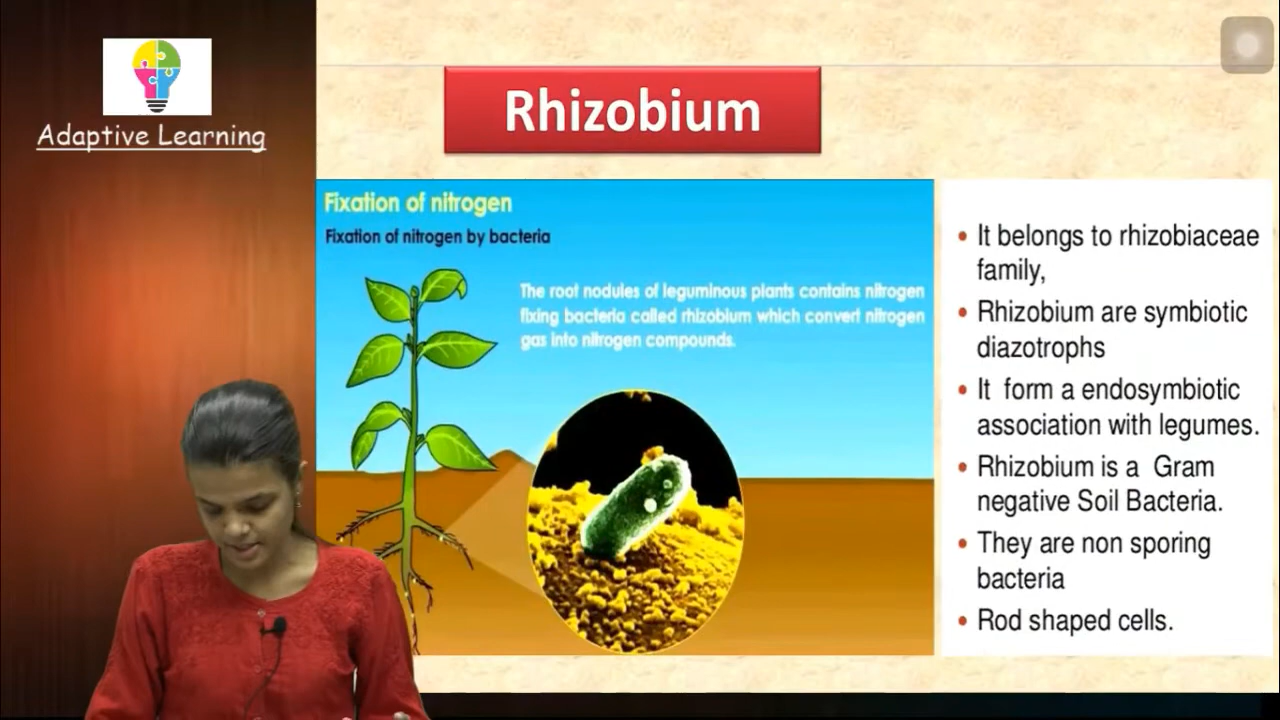 Adaptive Learning
Rhizobium
Fixation of nitrogen
Fixation of nitrogen by bacteria
The root nodules of leguminous plants contains nitrogen
fixing bacteria called rhizobium which convert nitrogen
gas into nitrogen compounds.
• It belongs to rhizobiaceae
family,
• Rhizobium are symbiotic
diazotrophs
• It form a endosymbiotic
association with legumes.
• Rhizobium is a Gram
negative Soil Bacteria.
• They are non sporing
bacteria
• Rod shaped cells.